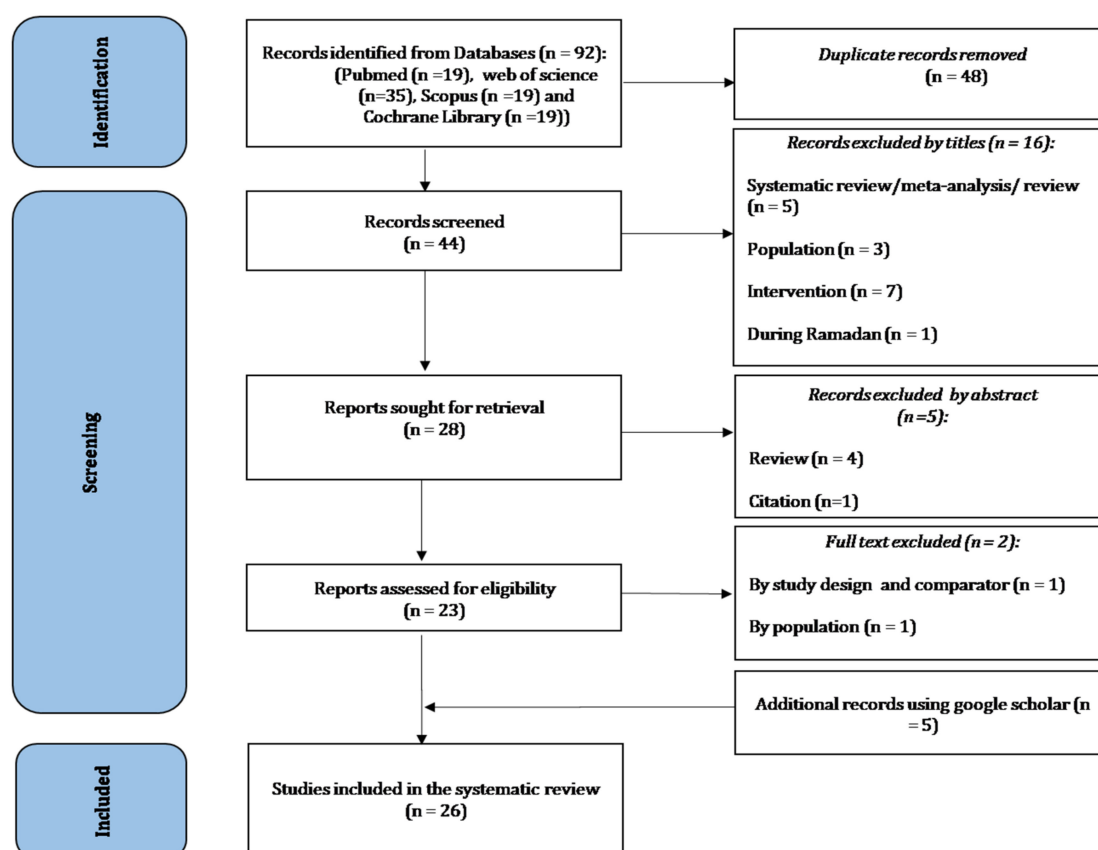 Identification
Records identified from Databases (n = 92):
(Pubmed (n =19), web of science
(n=35), Scopus (n =19) and
Cochrane Library (n =19))
Duplicate records removed
(n = 48)
Screening
Records screened
(n = 44)
Records excluded by titles (n = 16):
Systematic review/meta-analysis/ review
(n = 5)
Population (n = 3)
Intervention (n = 7)
During Ramadan (n = 1)
Reports sought for retrieval
(n = 28)
Records excluded by abstract
(n =5):
Review (n = 4)
Citation (n=1)
Reports assessed for eligibility
(n = 23)
Full text excluded (n = 2):
By study design and comparator (n = 1)
By population (n = 1)
Additional records using google scholar (n
= 5)
Included
Studies included in the systematic review
(n = 26)